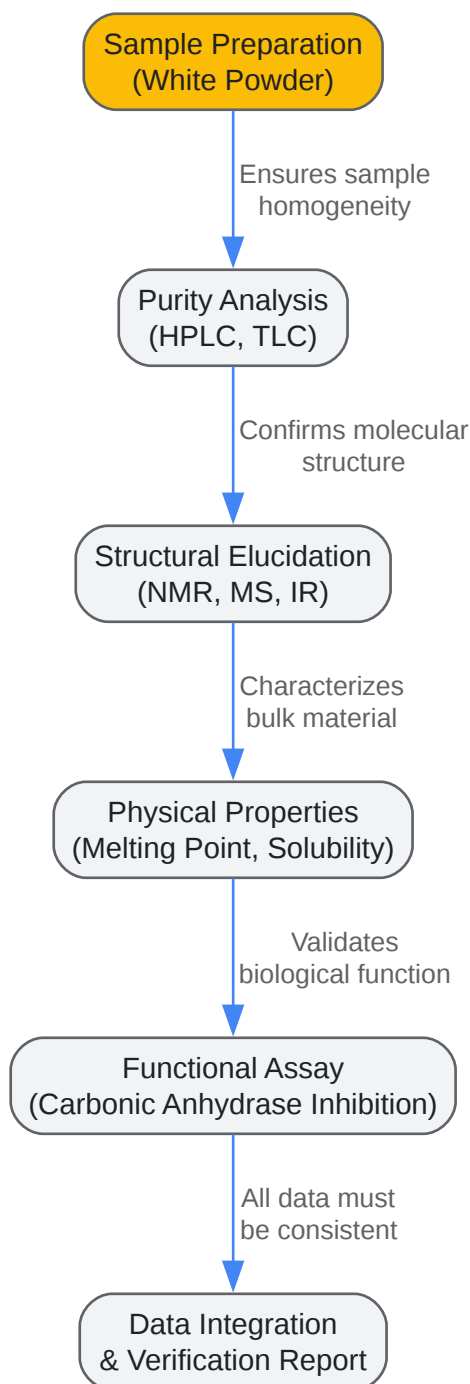 Sample Preparation
(White Powder)
Ensures sample
homogeneity
Purity Analysis
(HPLC, TLC)
Confirms molecular
structure
Structural Elucidation
(NMR, MS, IR)
Characterizes
bulk material
Physical Properties
(Melting Point, Solubility)
Validates
biological function
Functional Assay
(Carbonic Anhydrase Inhibition)
All data must
be consistent
Data Integration
& Verification Report